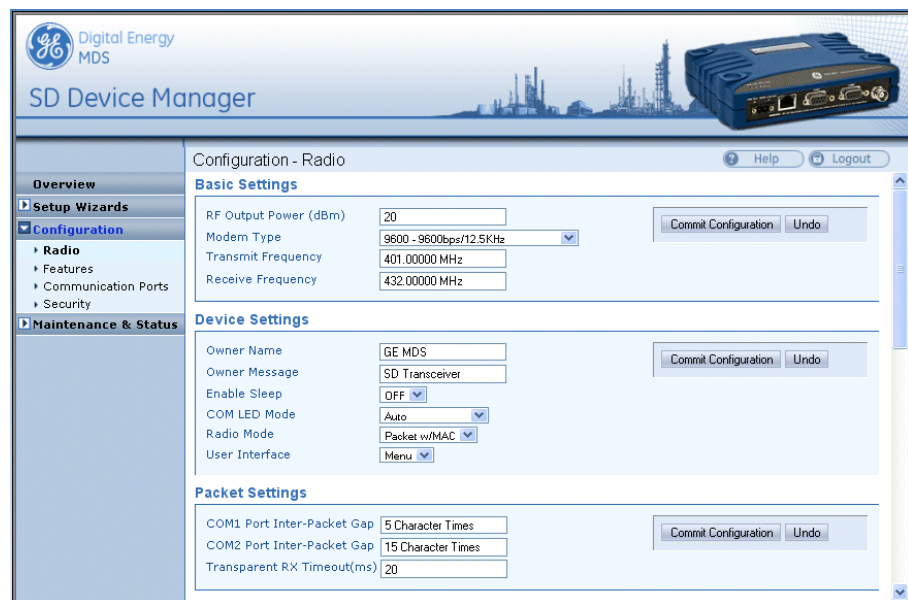 Digital Energy
MDS
SD Device Manager
Configuration - Radio
Help
Logout
Overview
Setup Wizards
Configuration
Radio
Features
Communication Ports
Security
Maintenance & Status
Basic Settings
RF Output Power (dBm) 20
Modem Type 9600 - 9600bps/12.5KHz
Transmit Frequency 401.00000 MHz
Receive Frequency 432.00000 MHz
Commit Configuration Undo
Device Settings
Owner Name GE MDS
Owner Message SD Transceiver
Enable Sleep OFF
COM LED Mode Auto
Radio Mode Packet w/MAC
User Interface Menu
Commit Configuration Undo
Packet Settings
COM1 Port Inter-Packet Gap 5 Character Times
COM2 Port Inter-Packet Gap 15 Character Times
Transparent RX Timeout(ms) 20
Commit Configuration Undo